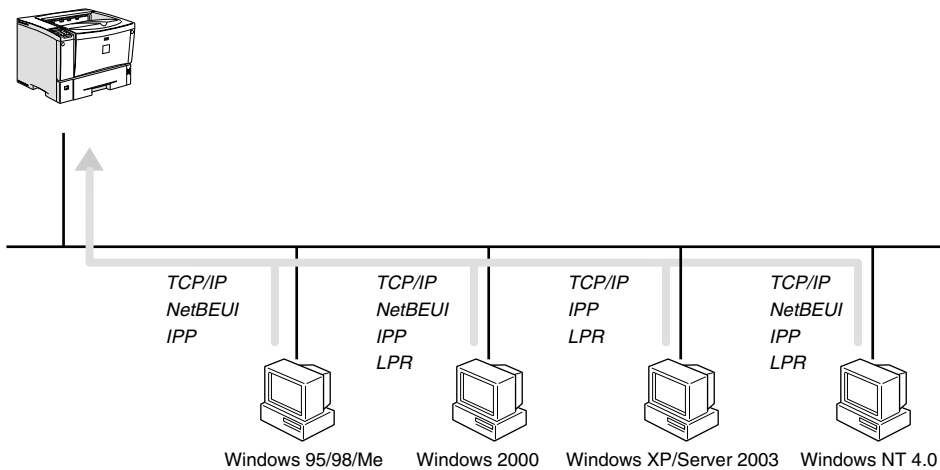 TCP/IP
NetBEUI
IPP
TCP/IP
NetBEUI
IPP
LPR
TCP/IP
IPP
LPR
TCP/IP
NetBEUI
IPP
LPR
Windows 95/98/Me
Windows 2000
Windows XP/Server 2003
Windows NT 4.0